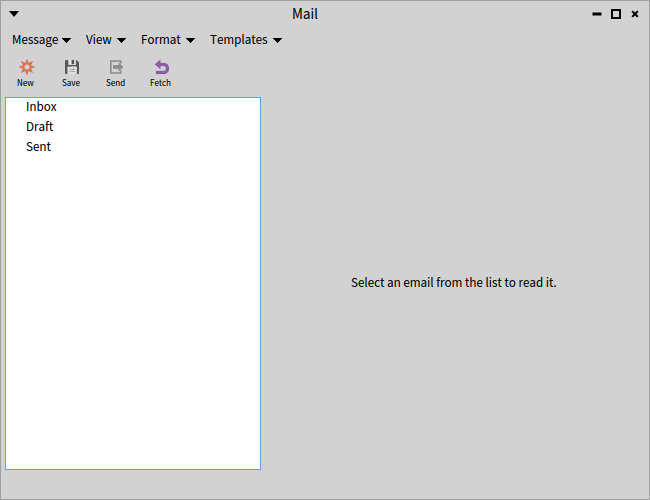 Mail
Message View Format Templates
New Save Send Fetch
Inbox
Draft
Sent
Select an email from the list to read it.